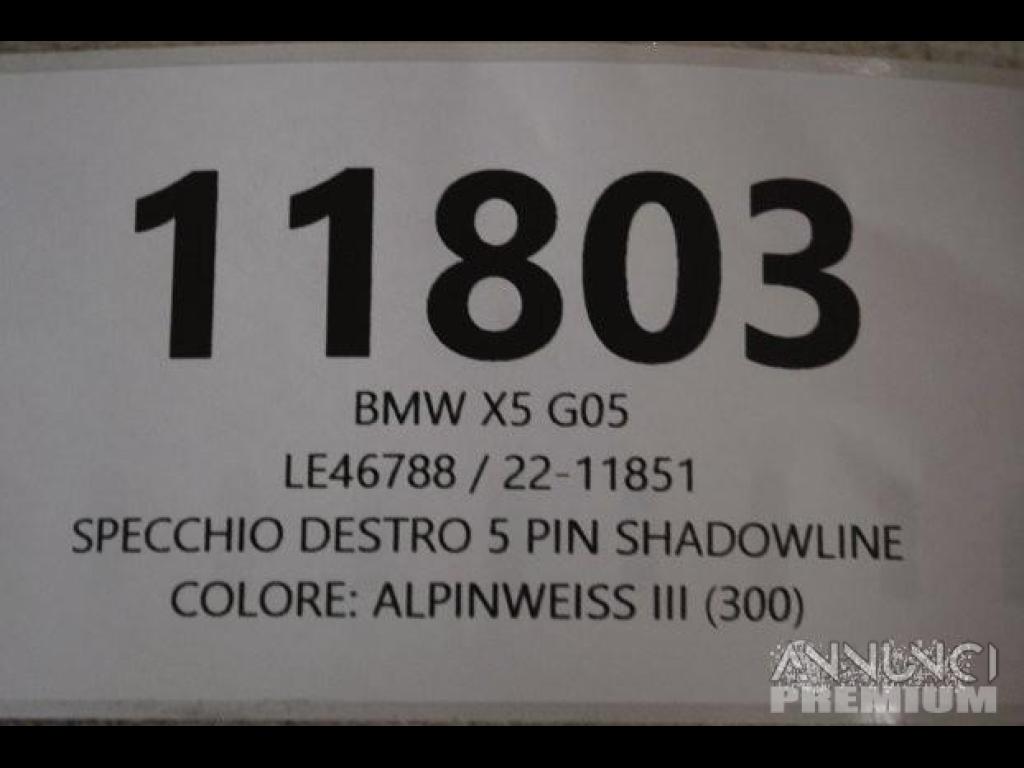 11803
BMW X5 G05
LE46788 / 22-11851
SPECCHIO DESTRO 5 PIN SHADOWLINE
COLORE: ALPINWEISS III (300)
ANNUNCI
PREMIUM